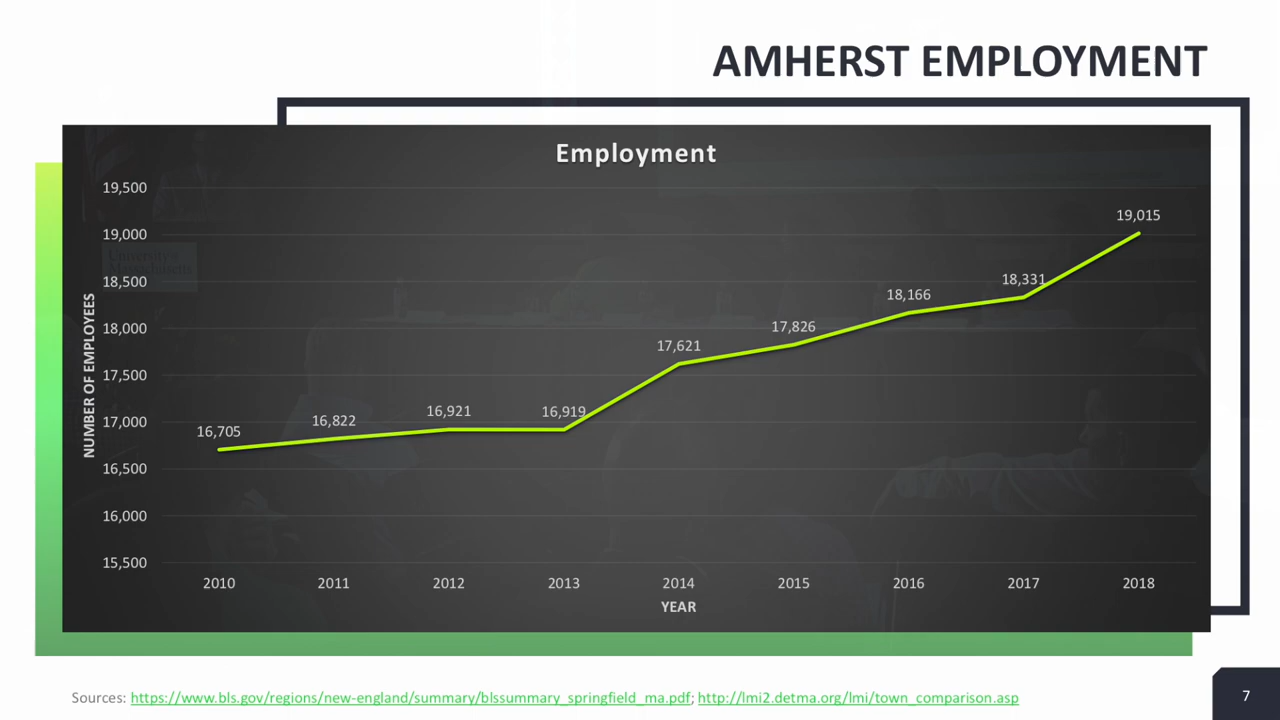 AMHERST EMPLOYMENT
Employment
19,500
19,000
18,500
18,000
17,500
17,000
16,500
16,000
15,500
NUMBER OF EMPLOYEES
16,705
16,822
16,921
16,919
17,621
17,826
18,166
18,331
19,015
2010 2011 2012 2013 2014 2015 2016 2017 2018
YEAR
University of
Massachusetts
Sources: https://www.bls.gov/regions/new-england/summary/blssummary_springfield_ma.pdf; http://lmi2.detma.org/lmi/town_comparison.asp
7